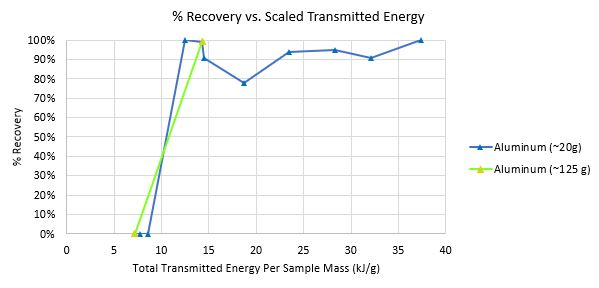 % Recovery vs. Scaled Transmitted Energy
100%
90%
80%
70%
60%
50%
40%
30%
20%
10%
0%
% Recovery
0 5 10 15 20 25 30 35 40
Total Transmitted Energy Per Sample Mass (kJ/g)
Aluminum (~20g)
Aluminum (~125 g)